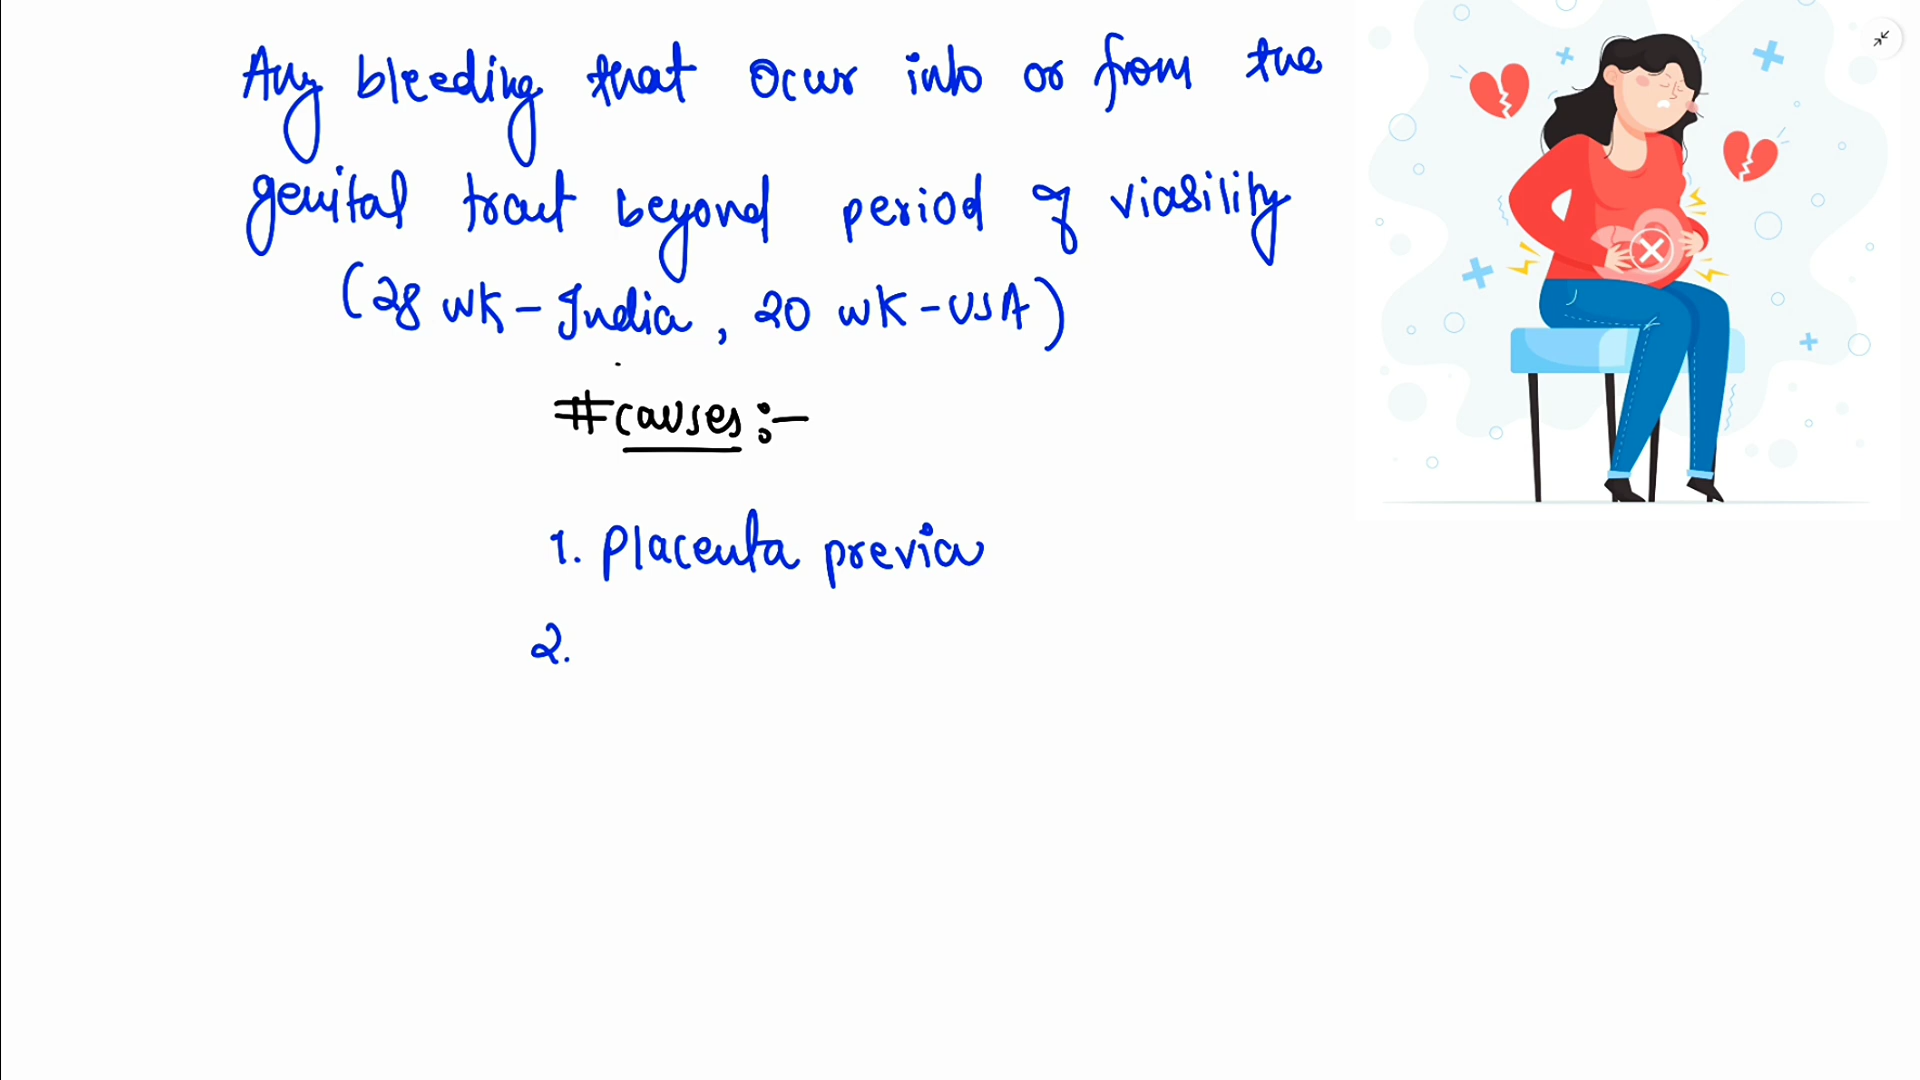 Any bleeding that Ocur into or from the
genital tract beyond period of viability
(28 wk - India, 20 wk - USA)
#causes :-
1. Placenta previa
2.